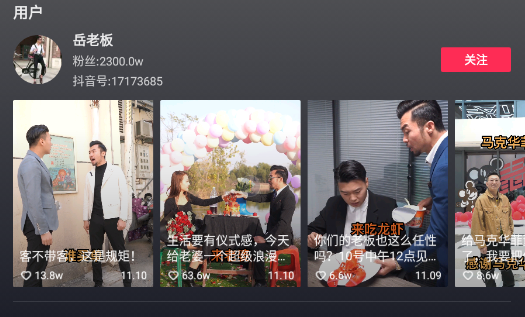 用户
岳老板
粉丝:2300.0w
抖音号:17173685
关注
客不带客，这是规矩！
13.8w
11.10
生活要有仪式感，今天
给老婆一个超级浪漫…
63.6w
11.10
来吃龙虾
你们的老板也这么任性
吗？10号中午12点见…
6.6w
11.09
马克华菲
给马克华菲
了，我要把
感谢马克华
8.6w